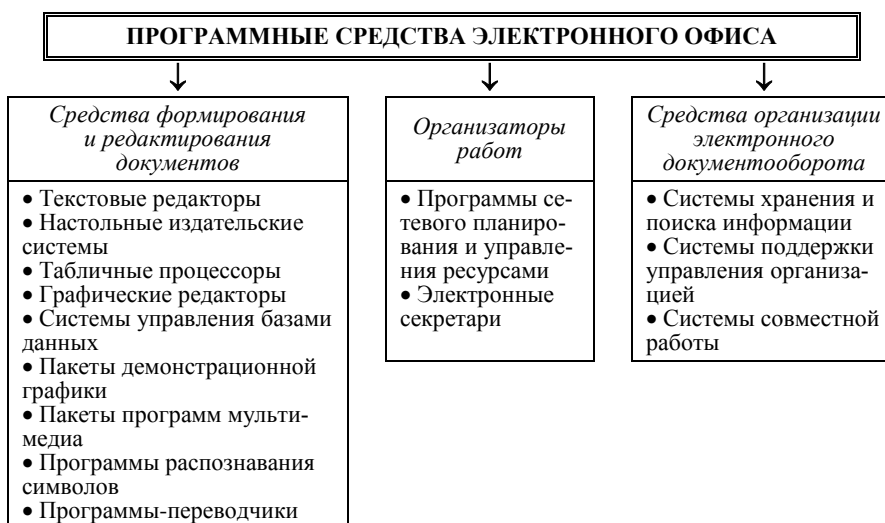 ПРОГРАММНЫЕ СРЕДСТВА ЭЛЕКТРОННОГО ОФИСА
Средства формирования
и редактирования
документов
• Текстовые редакторы
• Настольные издательские
системы
• Табличные процессоры
• Графические редакторы
• Системы управления базами
данных
• Пакеты демонстрационной
графики
• Пакеты программ мульти-
медиа
• Программы распознавания
символов
• Программы-переводчики
Организаторы
работ
• Программы се-
тевого планиро-
вания и управле-
ния ресурсами
• Электронные
секретари
Средства организации
электронного
документооборота
• Системы хранения и
поиска информации
• Системы поддержки
управления организа-
цией
• Системы совместной
работы